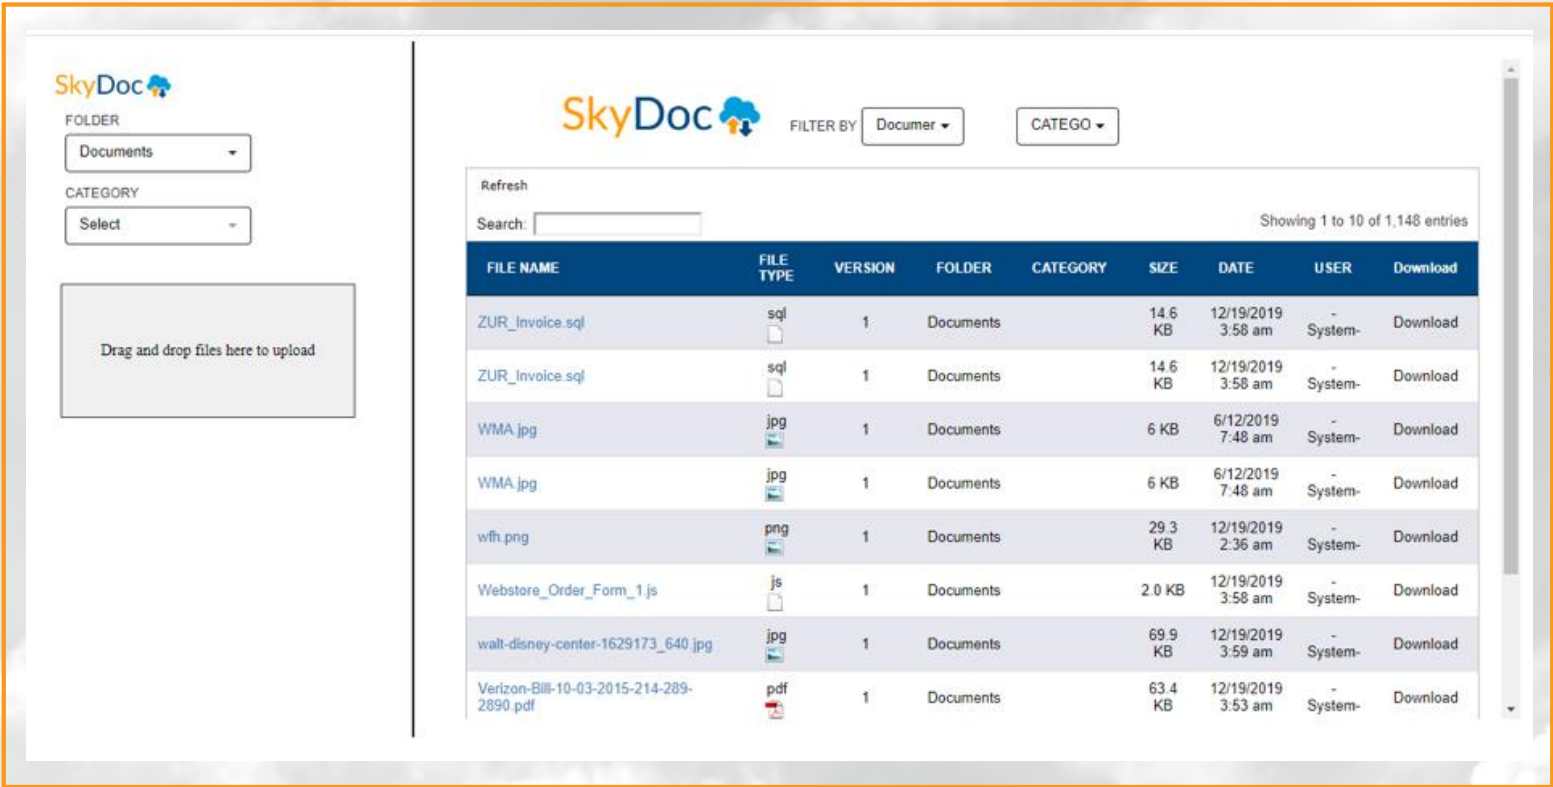 SkyDoc
FOLDER
Documents
CATEGORY
Select
Drag and drop files here to upload
SkyDoc
FILTER BY Documer CATEGO
Refresh
Search:
Showing 1 to 10 of 1,148 entries
FILE NAME FILE TYPE VERSION FOLDER CATEGORY SIZE DATE USER Download
ZUR_Invoice.sql sql 1 Documents 14.6 KB 12/19/2019 3:58 am -System- Download
ZUR_Invoice.sql sql 1 Documents 14.6 KB 12/19/2019 3:58 am -System- Download
WMA.jpg jpg 1 Documents 6 KB 6/12/2019 7:48 am -System- Download
WMA.jpg jpg 1 Documents 6 KB 6/12/2019 7:48 am -System- Download
wfh.png png 1 Documents 29.3 KB 12/19/2019 2:36 am -System- Download
Webstore_Order_Form_1.js js 1 Documents 2.0 KB 12/19/2019 3:58 am -System- Download
walt-disney-center-1629173_640.jpg jpg 1 Documents 69.9 KB 12/19/2019 3:59 am -System- Download
Verizon-Bill-10-03-2015-214-289-2890.pdf pdf 1 Documents 63.4 KB 12/19/2019 3:53 am -System- Download